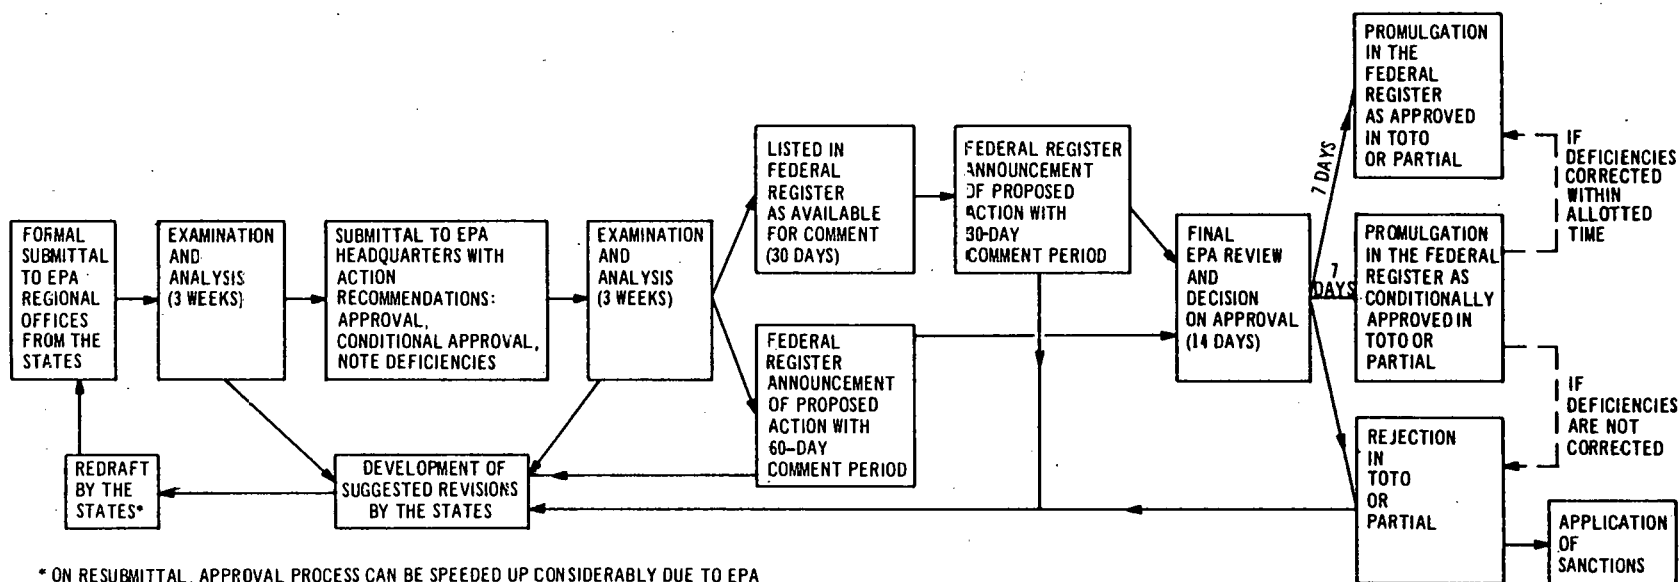 FORMAL
SUBMITTAL
TO EPA
REGIONAL
OFFICES
FROM THE
STATES
EXAMINATION
AND
ANALYSIS
(3 WEEKS)
SUBMITTAL TO EPA
HEADQUARTERS WITH
ACTION
RECOMMENDATIONS:
APPROVAL,
CONDITIONAL APPROVAL,
NOTE DEFICIENCIES
EXAMINATION
AND
ANALYSIS
(3 WEEKS)
LISTED IN
FEDERAL
REGISTER
AS AVAILABLE
FOR COMMENT
(30 DAYS)
FEDERAL REGISTER
ANNOUNCEMENT
OF PROPOSED
ACTION WITH
30-DAY
COMMENT PERIOD
FEDERAL
REGISTER
ANNOUNCEMENT
OF PROPOSED
ACTION WITH
60-DAY
COMMENT PERIOD
FINAL
EPA REVIEW
AND
DECISION
ON APPROVAL
(14 DAYS)
7 DAYS
PROMULGATION
IN THE
FEDERAL
REGISTER
AS APPROVED
IN TOTO
OR PARTIAL
IF
DEFICIENCIES
CORRECTED
WITHIN
ALLOTTED
TIME
7
DAYS
PROMULGATION
IN THE FEDERAL
REGISTER AS
CONDITIONALLY
APPROVED IN
TOTO OR
PARTIAL
IF
DEFICIENCIES
ARE NOT
CORRECTED
REJECTION
IN
TOTO
OR
PARTIAL
APPLICATION
OF
SANCTIONS
DEVELOPMENT OF
SUGGESTED REVISIONS
BY THE STATES
REDRAFT
BY THE
STATES*
* ON RESUBMITTAL, APPROVAL PROCESS CAN BE SPEEDED UP CONSIDERABLY DUE TO EPA